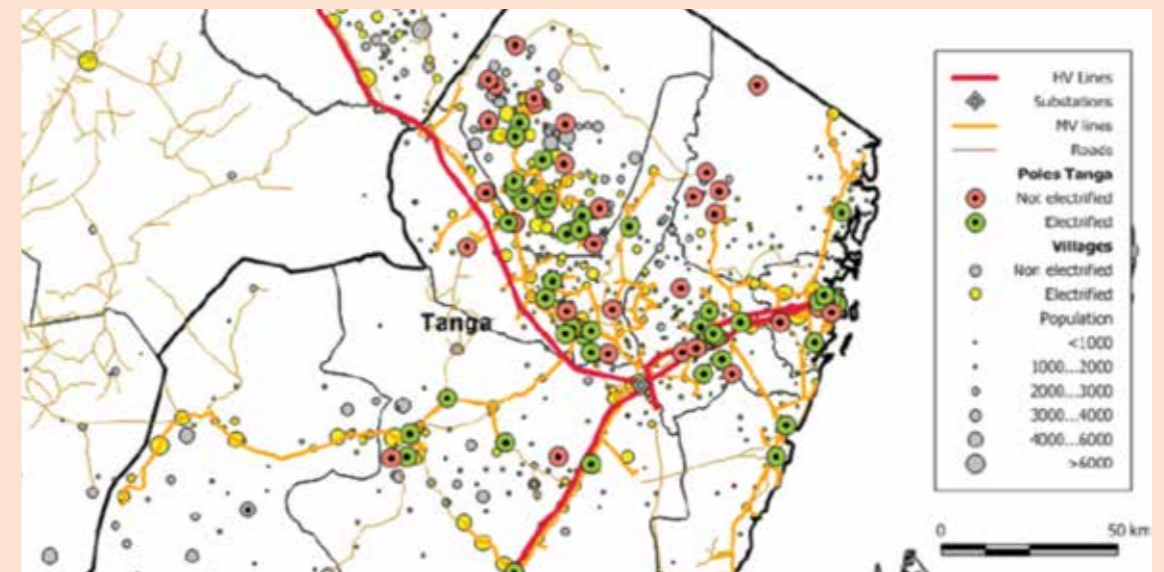 Tanga
HV Lines
Substations
MV lines
Roads
Poles Tanga
Not electrified
Electrified
Villages
Non electrified
Electrified
Population
<1000
1000...2000
2000...3000
3000...4000
4000...6000
>6000
0 50 km